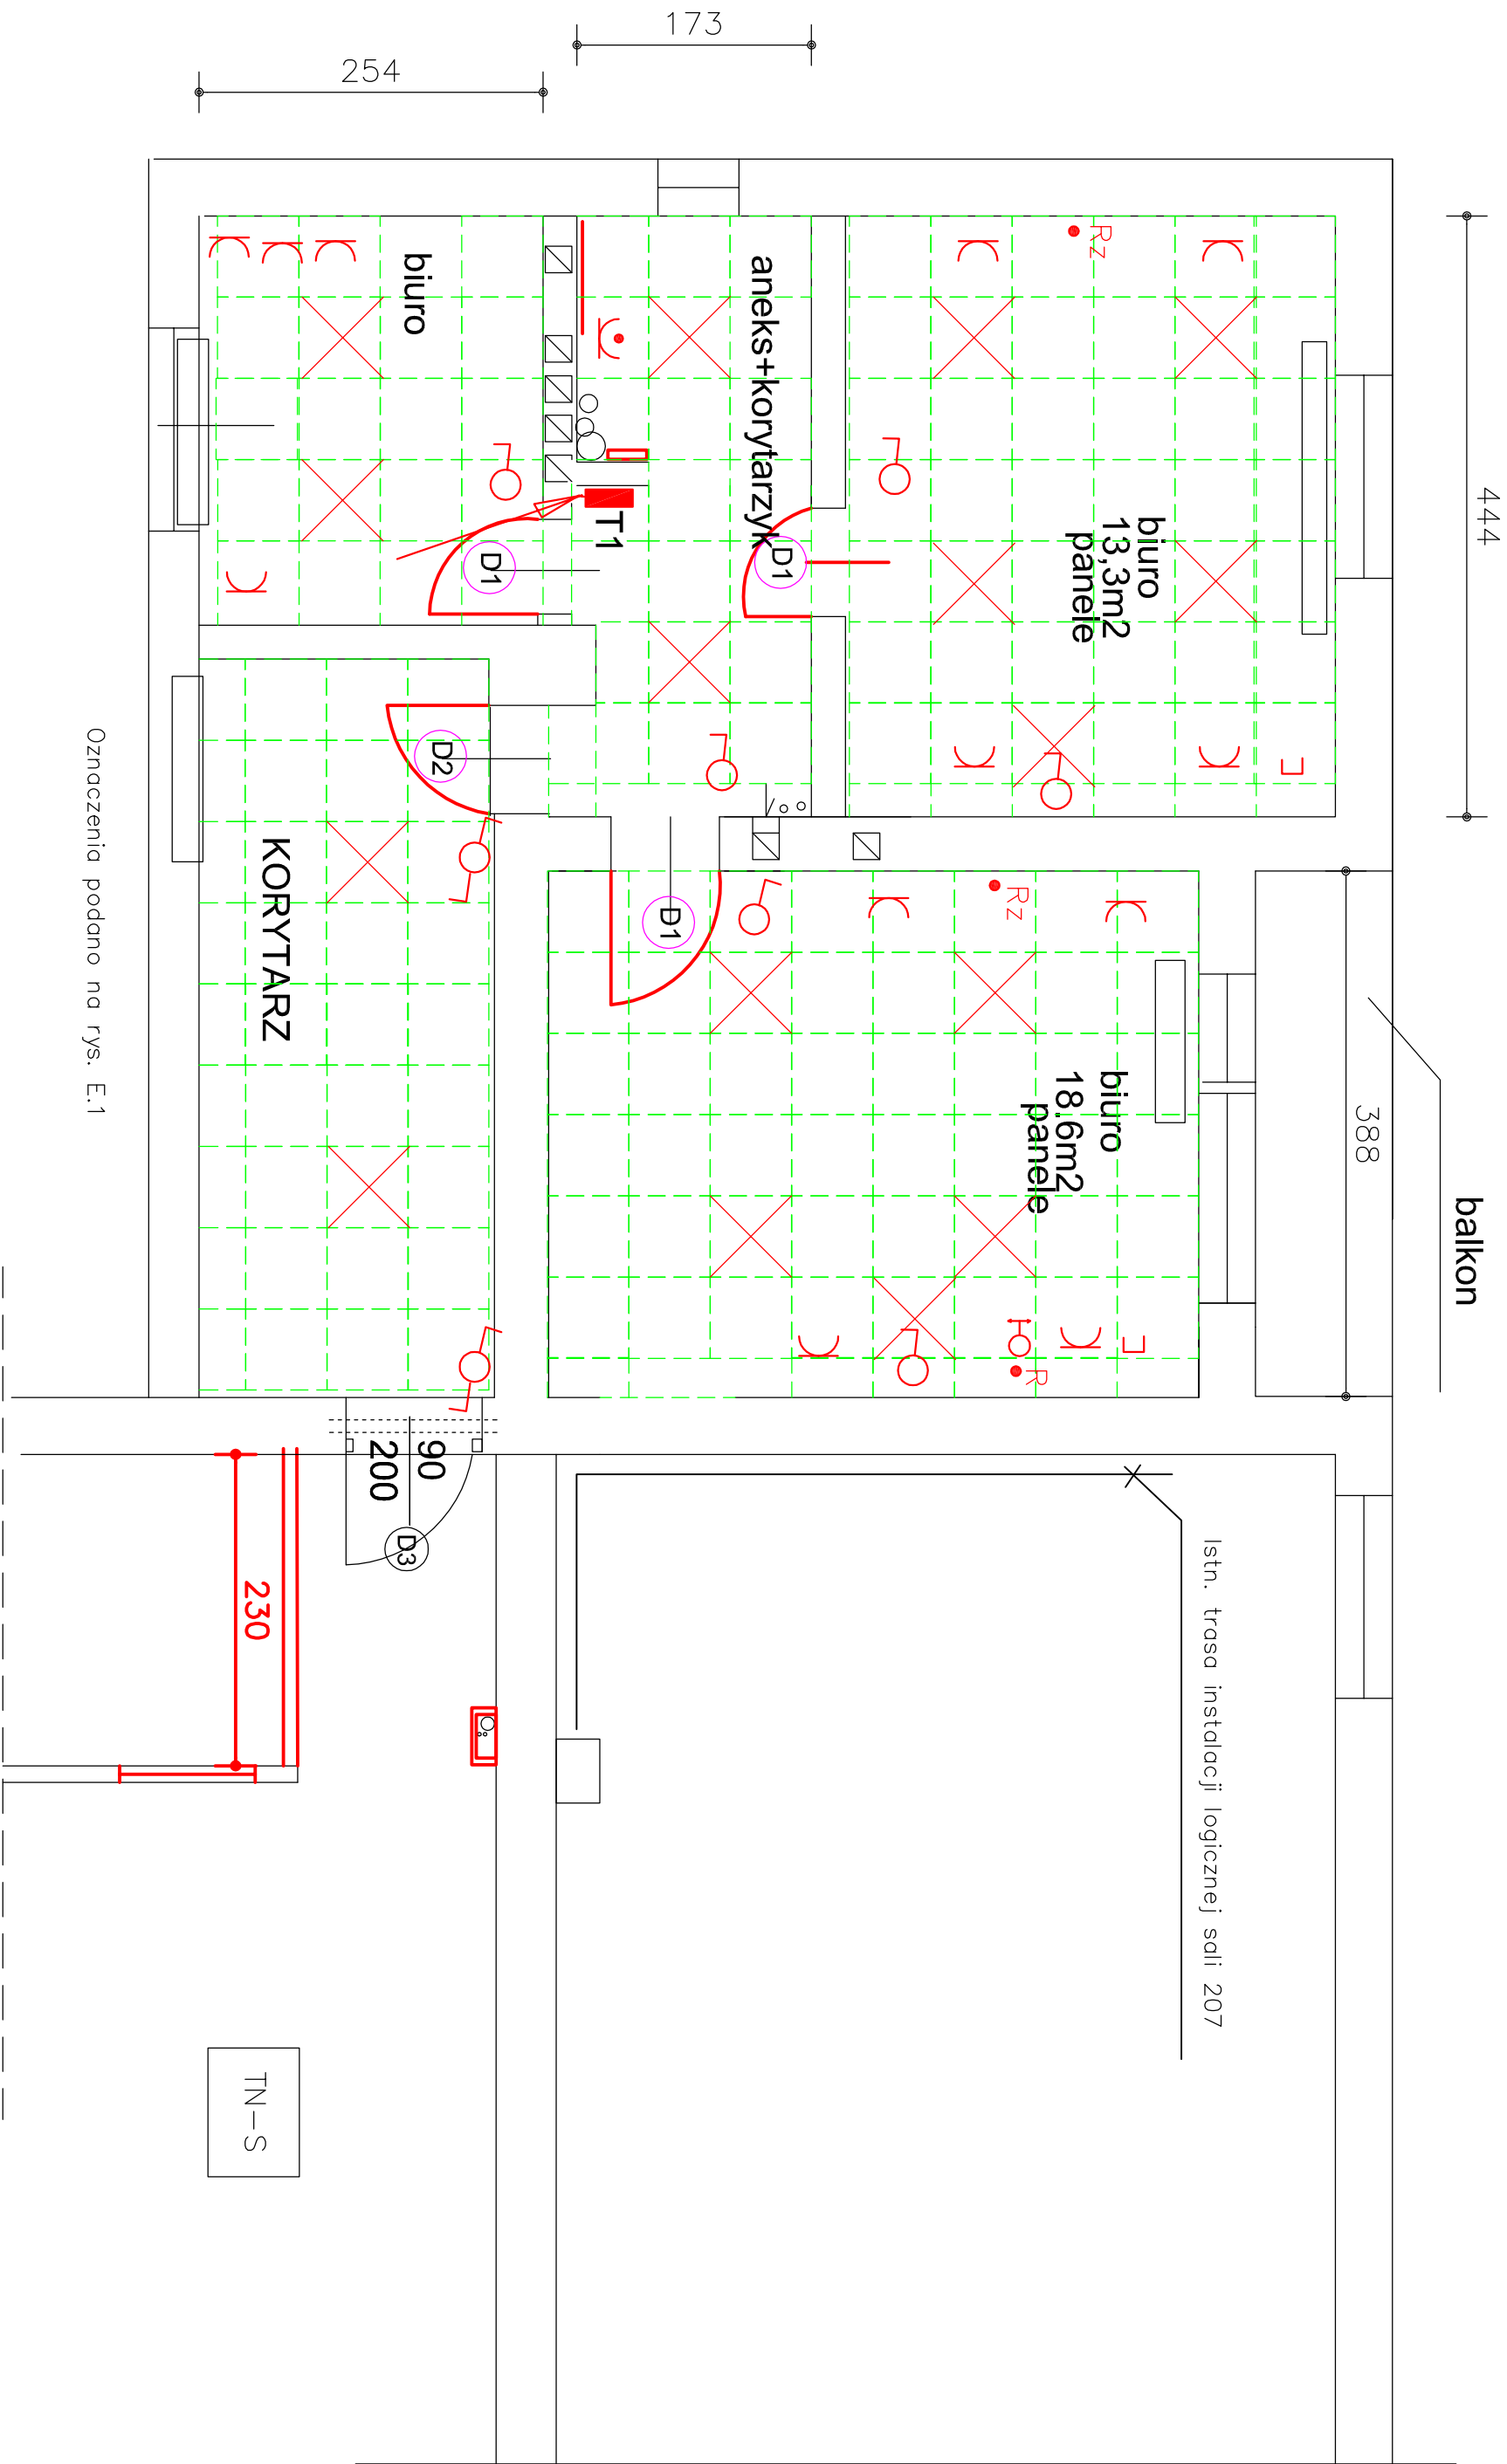 173
254
444
388
balkon
biuro
aneks+korytarzyk
biuro
13,3m2
panele
Rz
T1
D1
D1
D2
D1
Rz
biuro
18,6m2
panele
R
KORYTARZ
Oznaczenia podano na rys. E.1
90
200
D3
230
Istn. trasa instalacji logicznej sali 207
TN-S